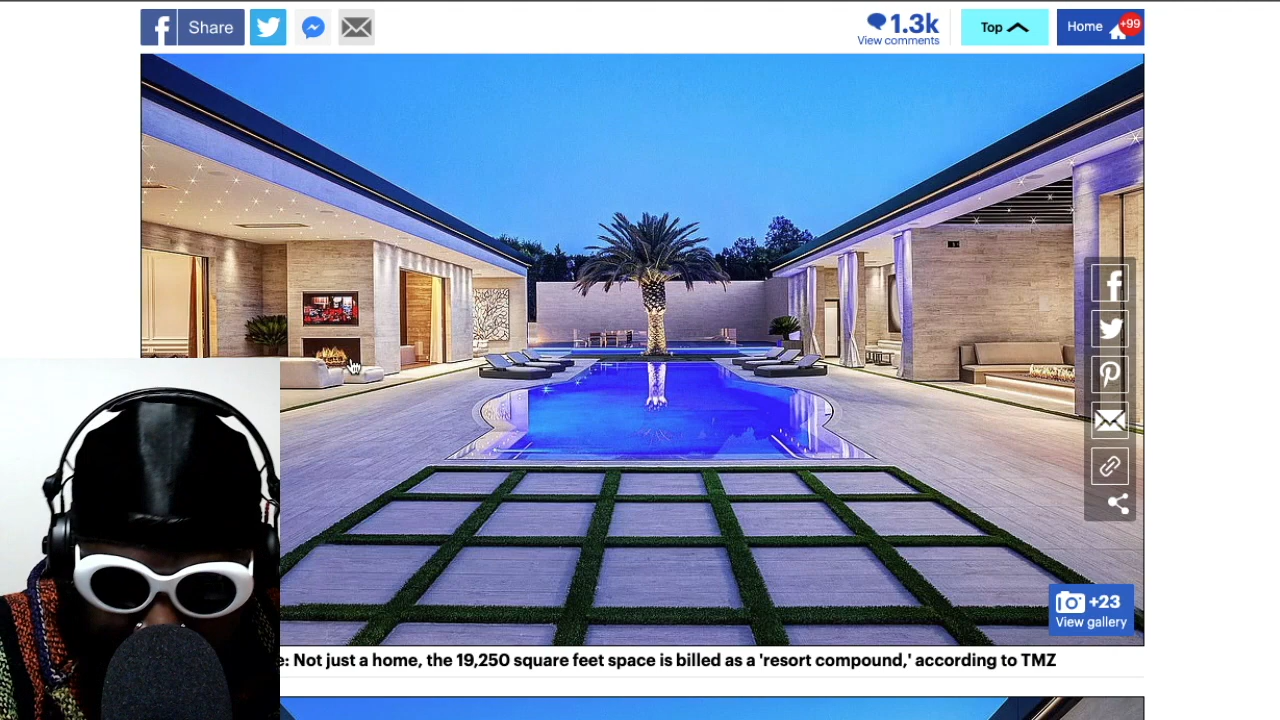 Share
1.3k
View comments
Top
Home
+99
+23
View gallery
e: Not just a home, the 19,250 square feet space is billed as a 'resort compound,' according to TMZ